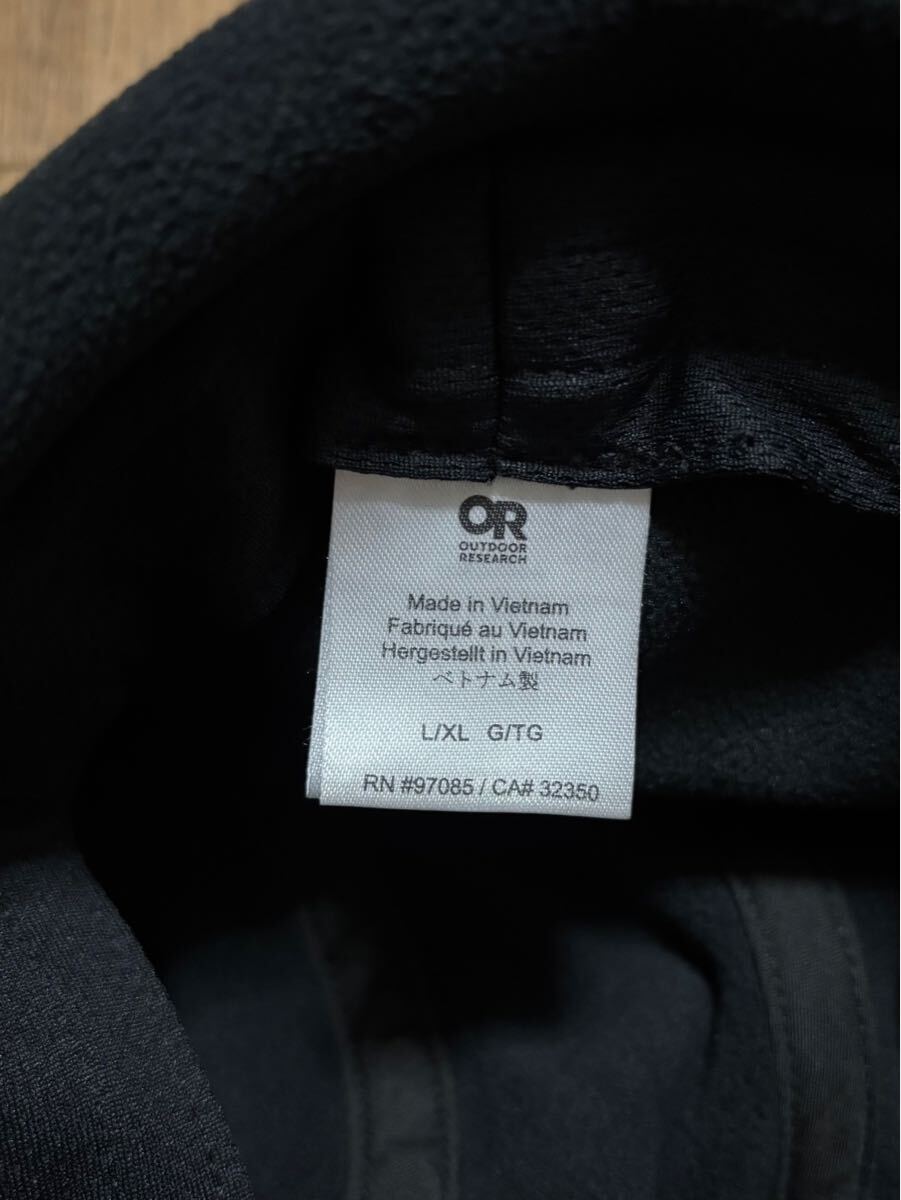 OR
OUTDOOR
RESEARCH
Made in Vietnam
Fabriqué au Vietnam
Hergestellt in Vietnam
ベトナム製
L/XL G/TG
RN #97085 / CA# 32350